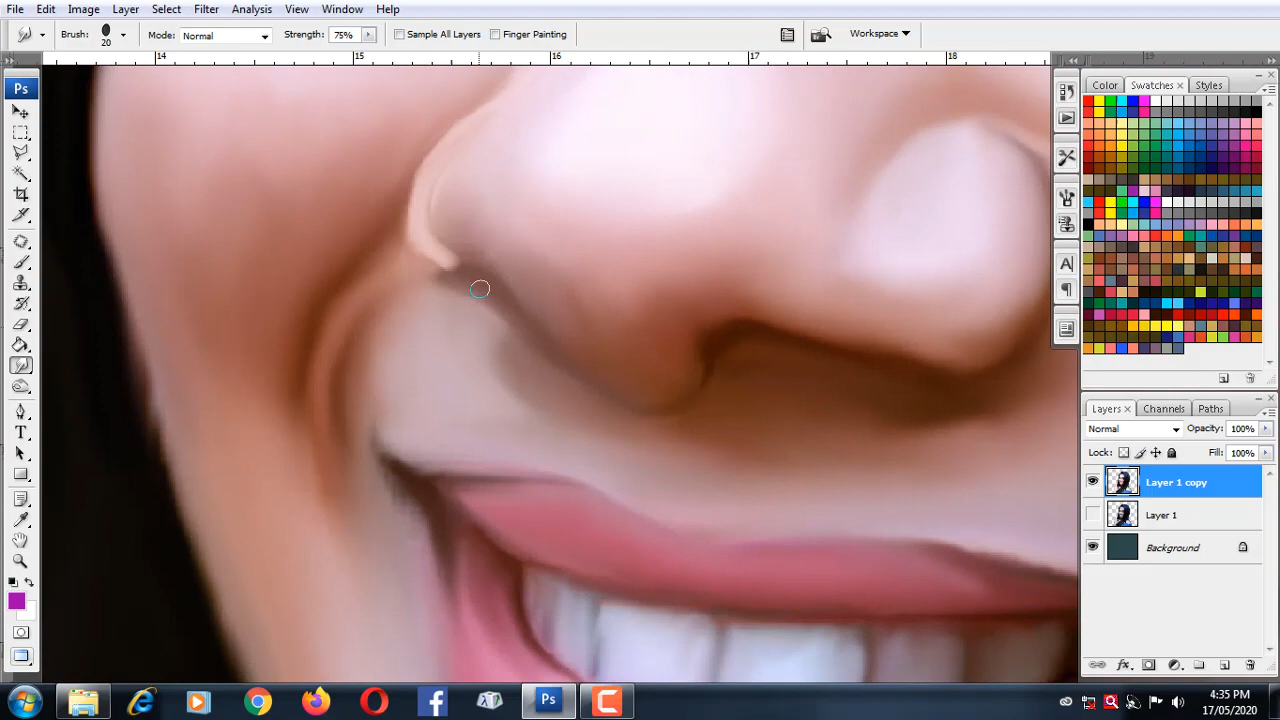 File Edit Image Layer Select Filter Analysis View Window Help
Brush: 20 Mode: Normal Strength: 75% Sample All Layers Finger Painting Workspace
14 15 16 17 18 19
Ps
Color Swatches Styles
Layers Channels Paths
Normal Opacity: 100%
Lock: Fill: 100%
Layer 1 copy
Layer 1
Background
4:35 PM
17/05/2020